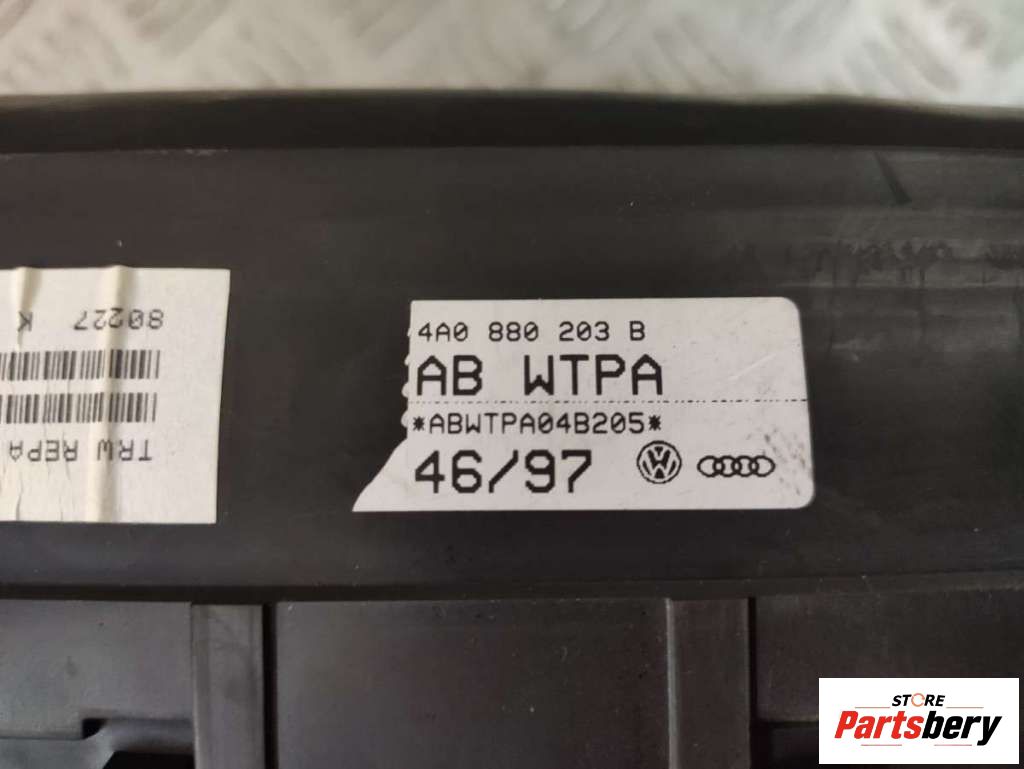 80227 K
TRW REPA
4A0 880 203 B
AB WTPA
*ABWTPA04B205*
46/97
STORE
Partsbery